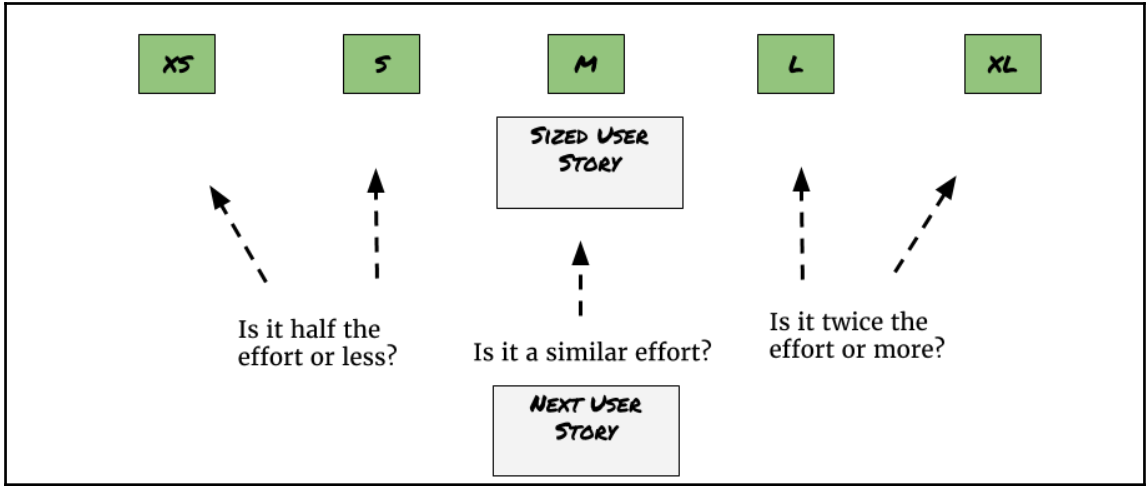 XS
S
M
L
XL
SIZED USER
STORY
Is it half the
effort or less?
Is it a similar effort?
Is it twice the
effort or more?
NEXT USER
STORY